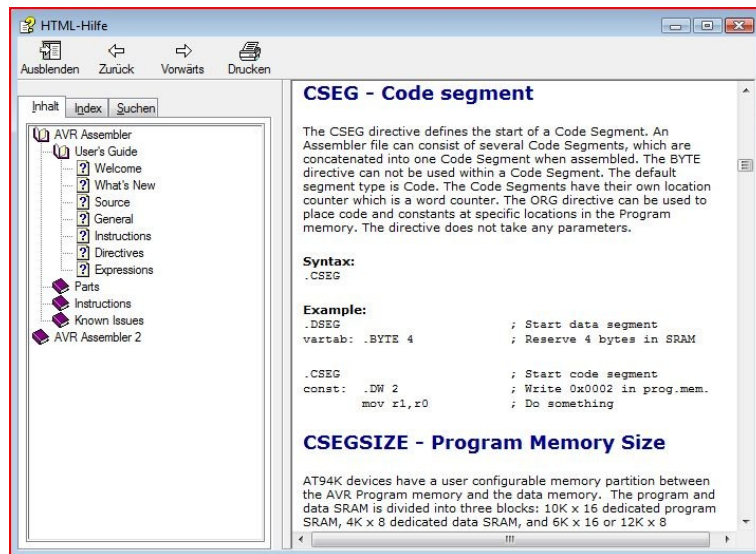 HTML-Hilfe
Ausblenden Zurück Vorwärts Drucken
Inhalt Index Suchen
AVR Assembler
User's Guide
Welcome
What's New
Source
General
Instructions
Directives
Expressions
Parts
Instructions
Known Issues
AVR Assembler 2
CSEG - Code segment
The CSEG directive defines the start of a Code Segment. An
Assembler file can consist of several Code Segments, which are
concatenated into one Code Segment when assembled. The BYTE
directive can not be used within a Code Segment. The default
segment type is Code. The Code Segments have their own location
counter which is a word counter. The ORG directive can be used to
place code and constants at specific locations in the Program
memory. The directive does not take any parameters.
Syntax:
.CSEG
Example:
.DSEG ; Start data segment
vartab: .BYTE 4 ; Reserve 4 bytes in SRAM
.CSEG ; Start code segment
const: .DW 2 ; Write 0x0002 in prog.mem.
mov r1,r0 ; Do something
CSEGSIZE - Program Memory Size
AT94K devices have a user configurable memory partition between
the AVR Program memory and the data memory. The program and
data SRAM is divided into three blocks: 10K x 16 dedicated program
SRAM, 4K x 8 dedicated data SRAM, and 6K x 16 or 12K x 8